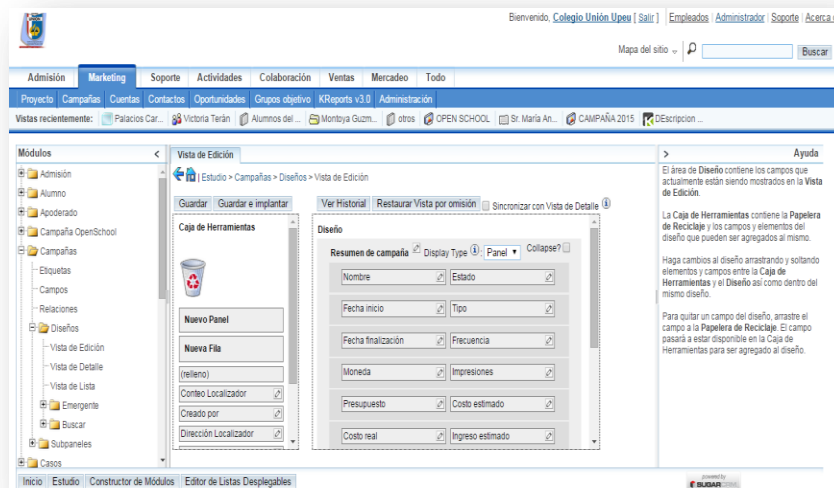 Bienvenido, Colegio Unión Upeu [ Salir ] | Empleados | Administrador | Soporte | Acerca
Mapa del sitio
Buscar
Admisión Marketing Soporte Actividades Colaboración Ventas Mercadeo Todo
Proyecto Campañas Cuentas Contactos Oportunidades Grupos objetivo KReports v3.0 Administración
Vistas recientemente: Palacios Car... Victoria Terán Alumnos del ... Montoya Guzm... otros OPEN SCHOOL Sr. María An... CAMPAÑA 2015 DEscripcion ...
Módulos <
Admisión
Alumno
Apoderado
Campaña OpenSchool
Campañas
Etiquetas
Campos
Relaciones
Diseños
Vista de Edición
Vista de Detalle
Vista de Lista
Emergente
Buscar
Subpaneles
Casos
Vista de Edición
| Estudio > Campañas > Diseños > Vista de Edición
Guardar Guardar e implantar Ver Historial Restaurar Vista por omisión Sincronizar con Vista de Detalle
Caja de Herramientas
Nuevo Panel
Nueva Fila
(relleno)
Conteo Localizador
Creado por
Dirección Localizador
Diseño
Resumen de campaña Display Type : Panel Collapse?
Nombre Estado
Fecha inicio Tipo
Fecha finalización Frecuencia
Moneda Impresiones
Presupuesto Costo estimado
Costo real Ingreso estimado
> Ayuda
El área de Diseño contiene los campos que
actualmente están siendo mostrados en la Vista
de Edición.
La Caja de Herramientas contiene la Papelera
de Reciclaje y los campos y elementos del
diseño que pueden ser agregados al mismo.
Haga cambios al diseño arrastrando y soltando
elementos y campos entre la Caja de
Herramientas y el Diseño así como dentro del
mismo diseño.
Para quitar un campo del diseño, arrastre el
campo a la Papelera de Reciclaje. El campo
pasará a estar disponible en la Caja de
Herramientas para ser agregado al diseño.
Inicio Estudio Constructor de Módulos Editor de Listas Desplegables
powered by
SUGARCRM